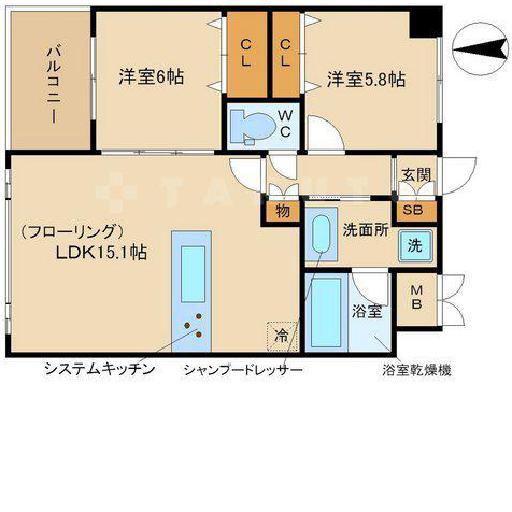 バルコニー
洋室6帖
CL
CL
洋室5.8帖
WC
玄関
SB
物
(フローリング)
LDK15.1帖
洗面所
洗
MB
浴室
冷
システムキッチン
シャンプードレッサー
浴室乾燥機